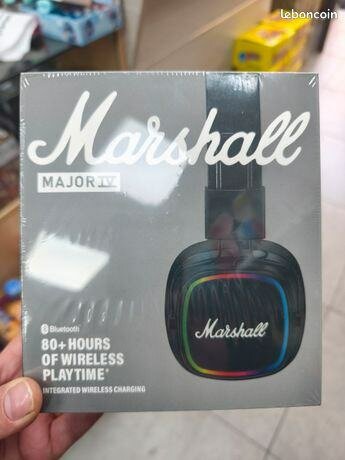 leboncoin
Marshall
MAJOR IV
Marshall
Bluetooth
80+ HOURS
OF WIRELESS
PLAYTIME*
INTEGRATED WIRELESS CHARGING